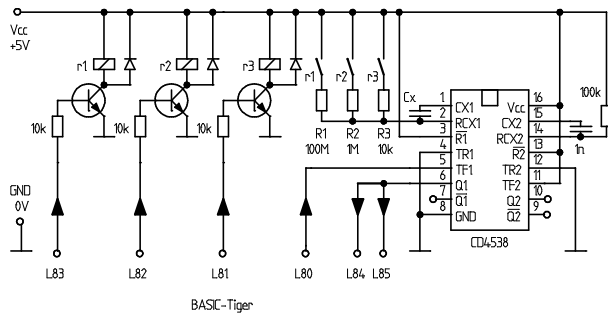 Vcc
+5V
r1
r2
r3
r1
r2
r3
10k
10k
10k
R1
100M
R2
1M
R3
10k
Cx
1
2
3
4
5
6
7
8
CX1
RCX1
R1
TR1
TF1
Q1
Q1
GND
16
15
14
13
12
11
10
9
Vcc
CX2
RCX2
R2
TR2
TF2
Q2
Q2
CD4538
100k
1n
GND
0V
L83
L82
L81
L80
L84
L85
BASIC-Tiger